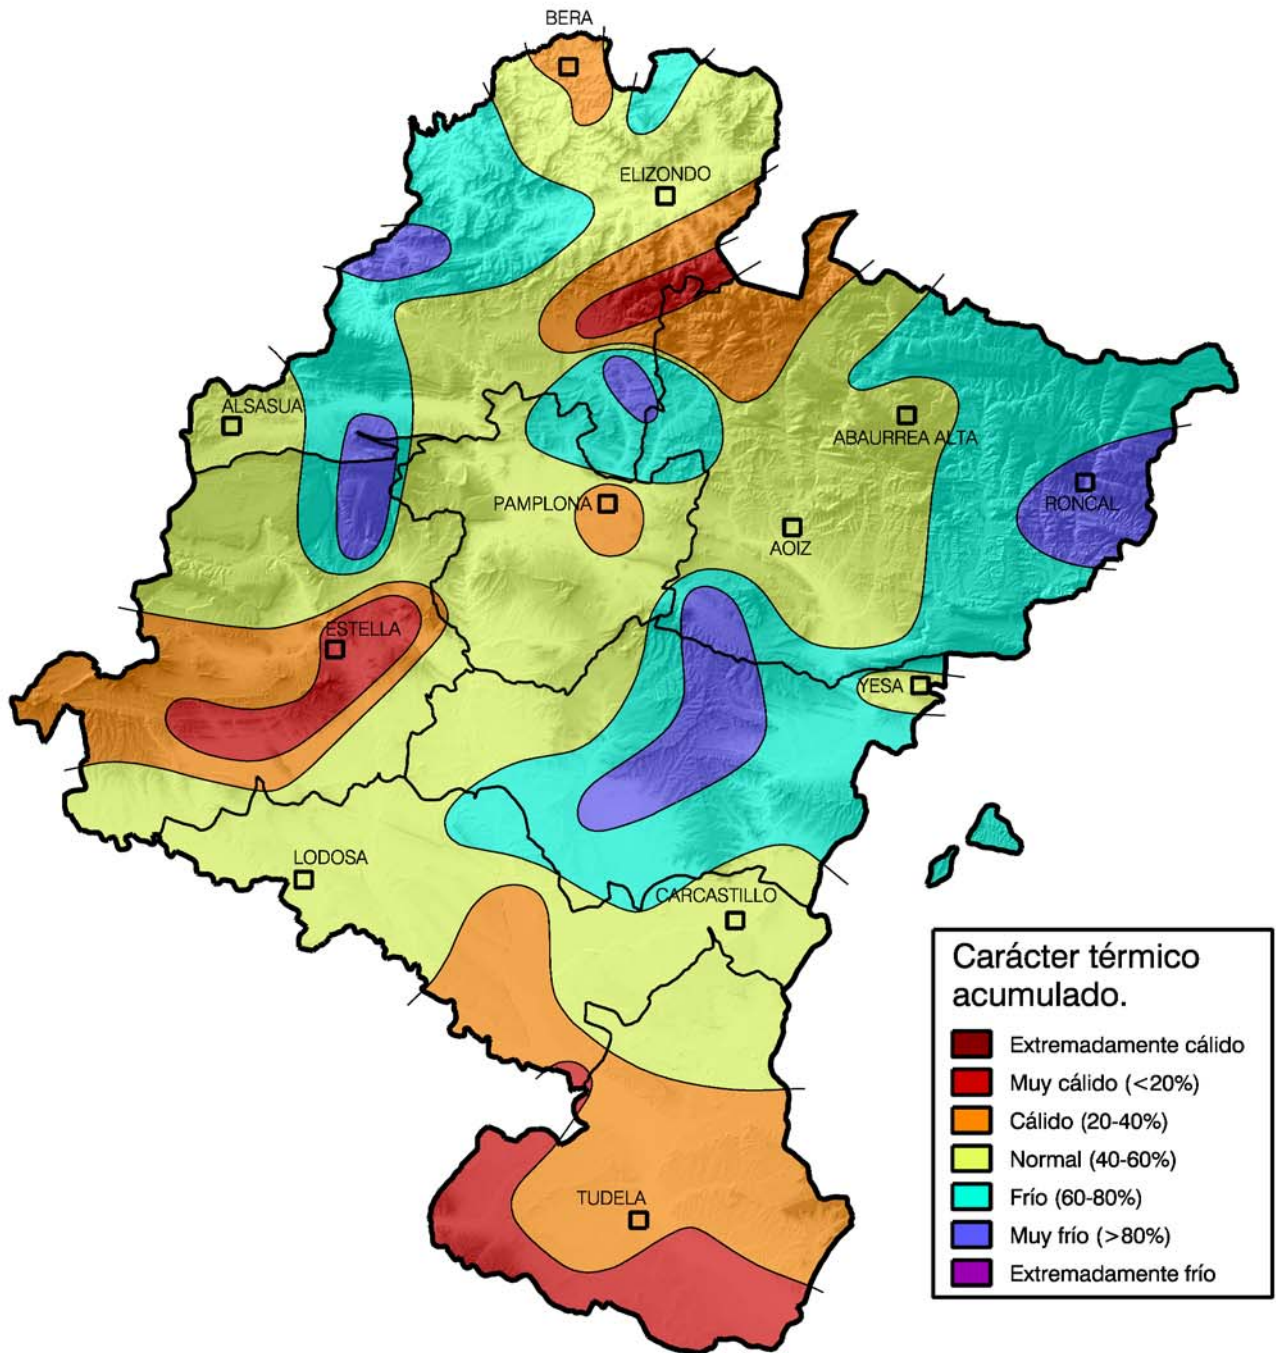 BERA
ELIZONDO
ALSASUA
ABAURREA ALTA
PAMPLONA
RONCAL
AOIZ
ESTELLA
YESA
LODOSA
CARCASTILLO
TUDELA
Carácter térmico
acumulado.
Extremadamente cálido
Muy cálido (<20%)
Cálido (20-40%)
Normal (40-60%)
Frío (60-80%)
Muy frío (>80%)
Extremadamente frío